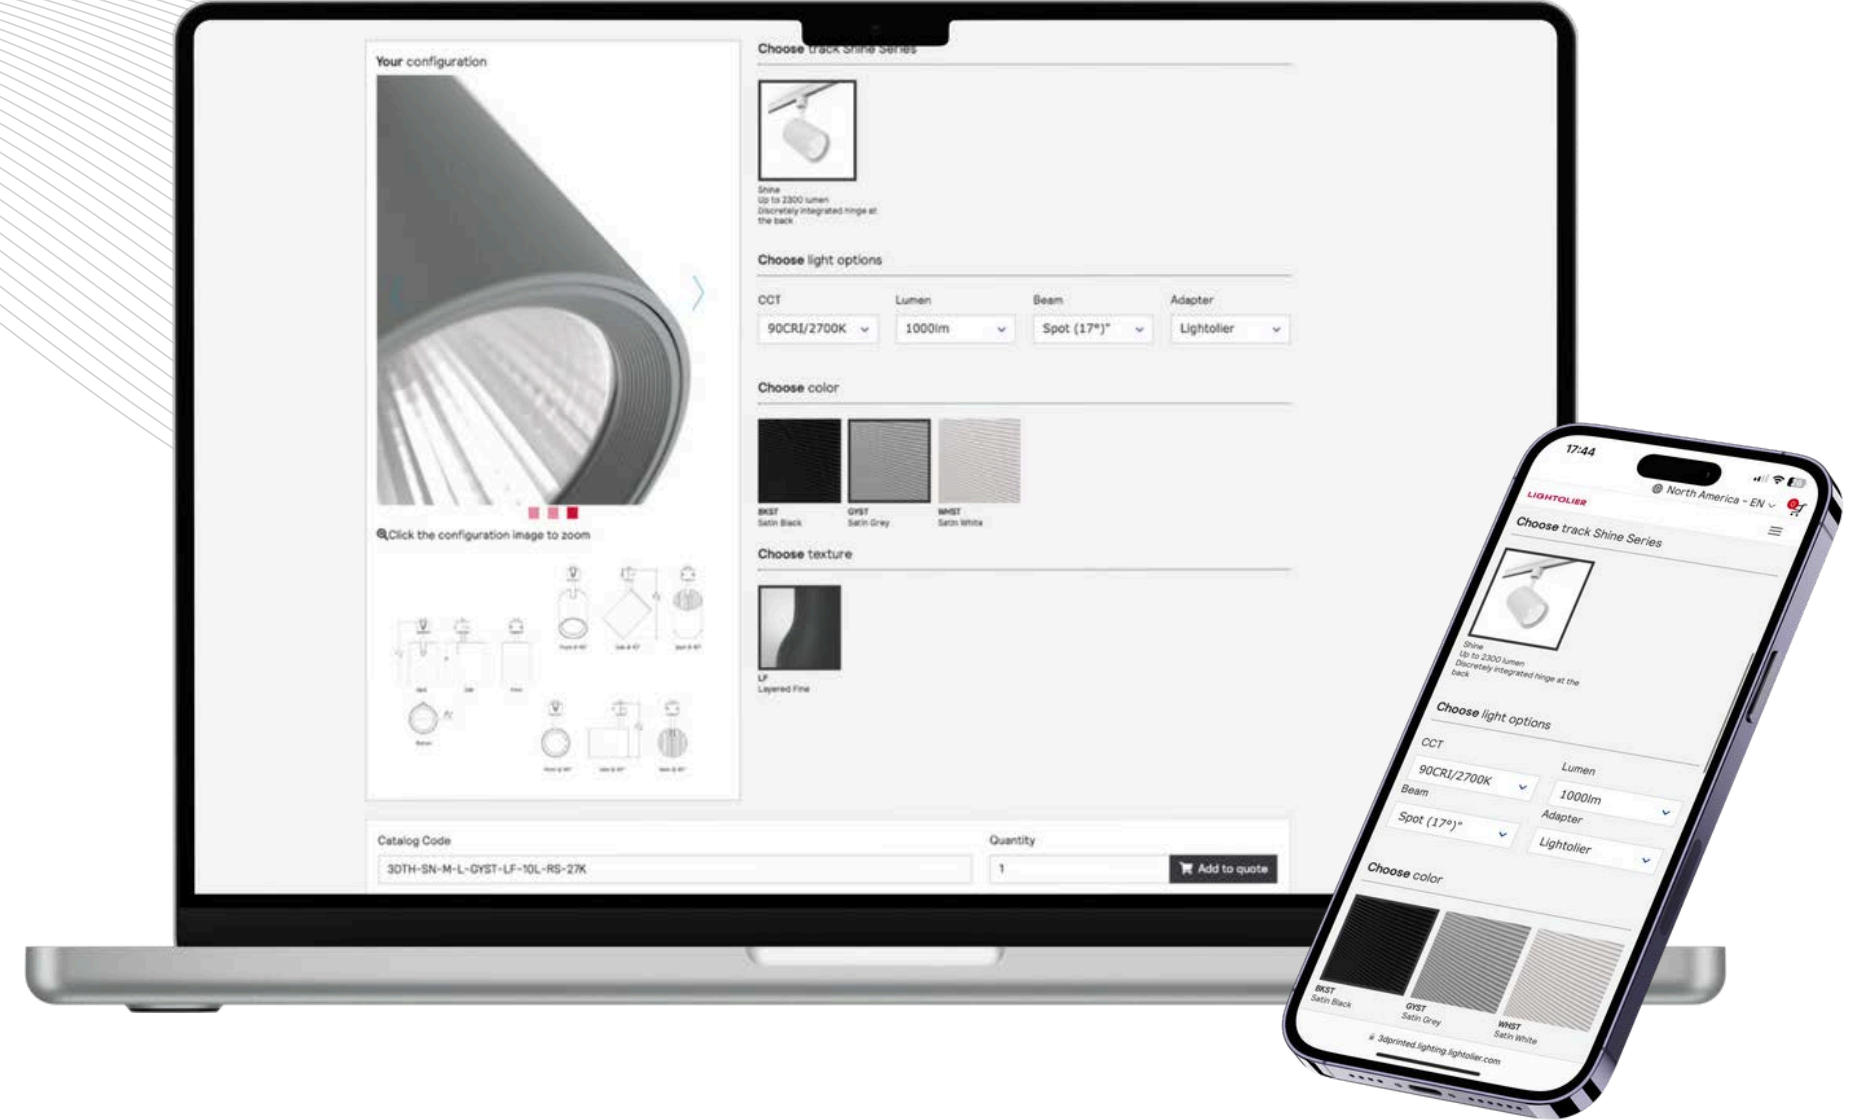 Your configuration
Click the configuration image to zoom
Catalog Code
3DTH-SN-M-L-GYST-LF-10L-RS-27K
Choose track Shine Series
Shine
Up to 2300 lumen
Discretely integrated hinge at
the back
Choose light options
CCT Lumen Beam Adapter
90CRI/2700K 1000lm Spot (17°)" Lightolier
Choose color
BKST GYST WHST
Satin Black Satin Grey Satin White
Choose texture
LF
Layered Fine
Quantity
1 Add to quote
17:44
North America - EN
LIGHTOLIER
0
Choose track Shine Series
Shine
Up to 2300 lumen
Discretely integrated hinge at the
back
Choose light options
CCT Lumen
90CRI/2700K 1000lm
Beam Adapter
Spot (17°)" Lightolier
Choose color
BKST GYST WHST
Satin Black Satin Grey Satin White
3dprinted.lighting.lightolier.com